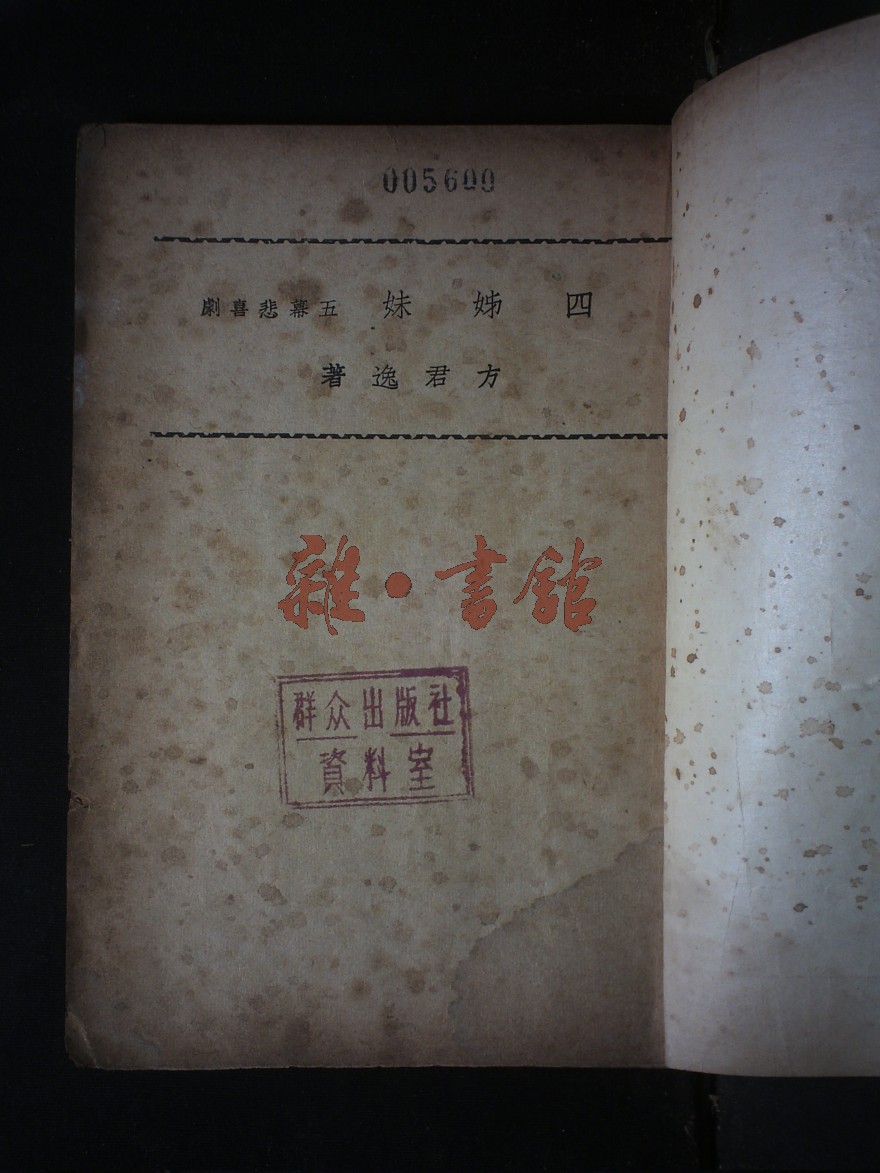 005600
四姊妹 五幕悲喜劇
方君逸著
雜·書館
群众出版社
資料室